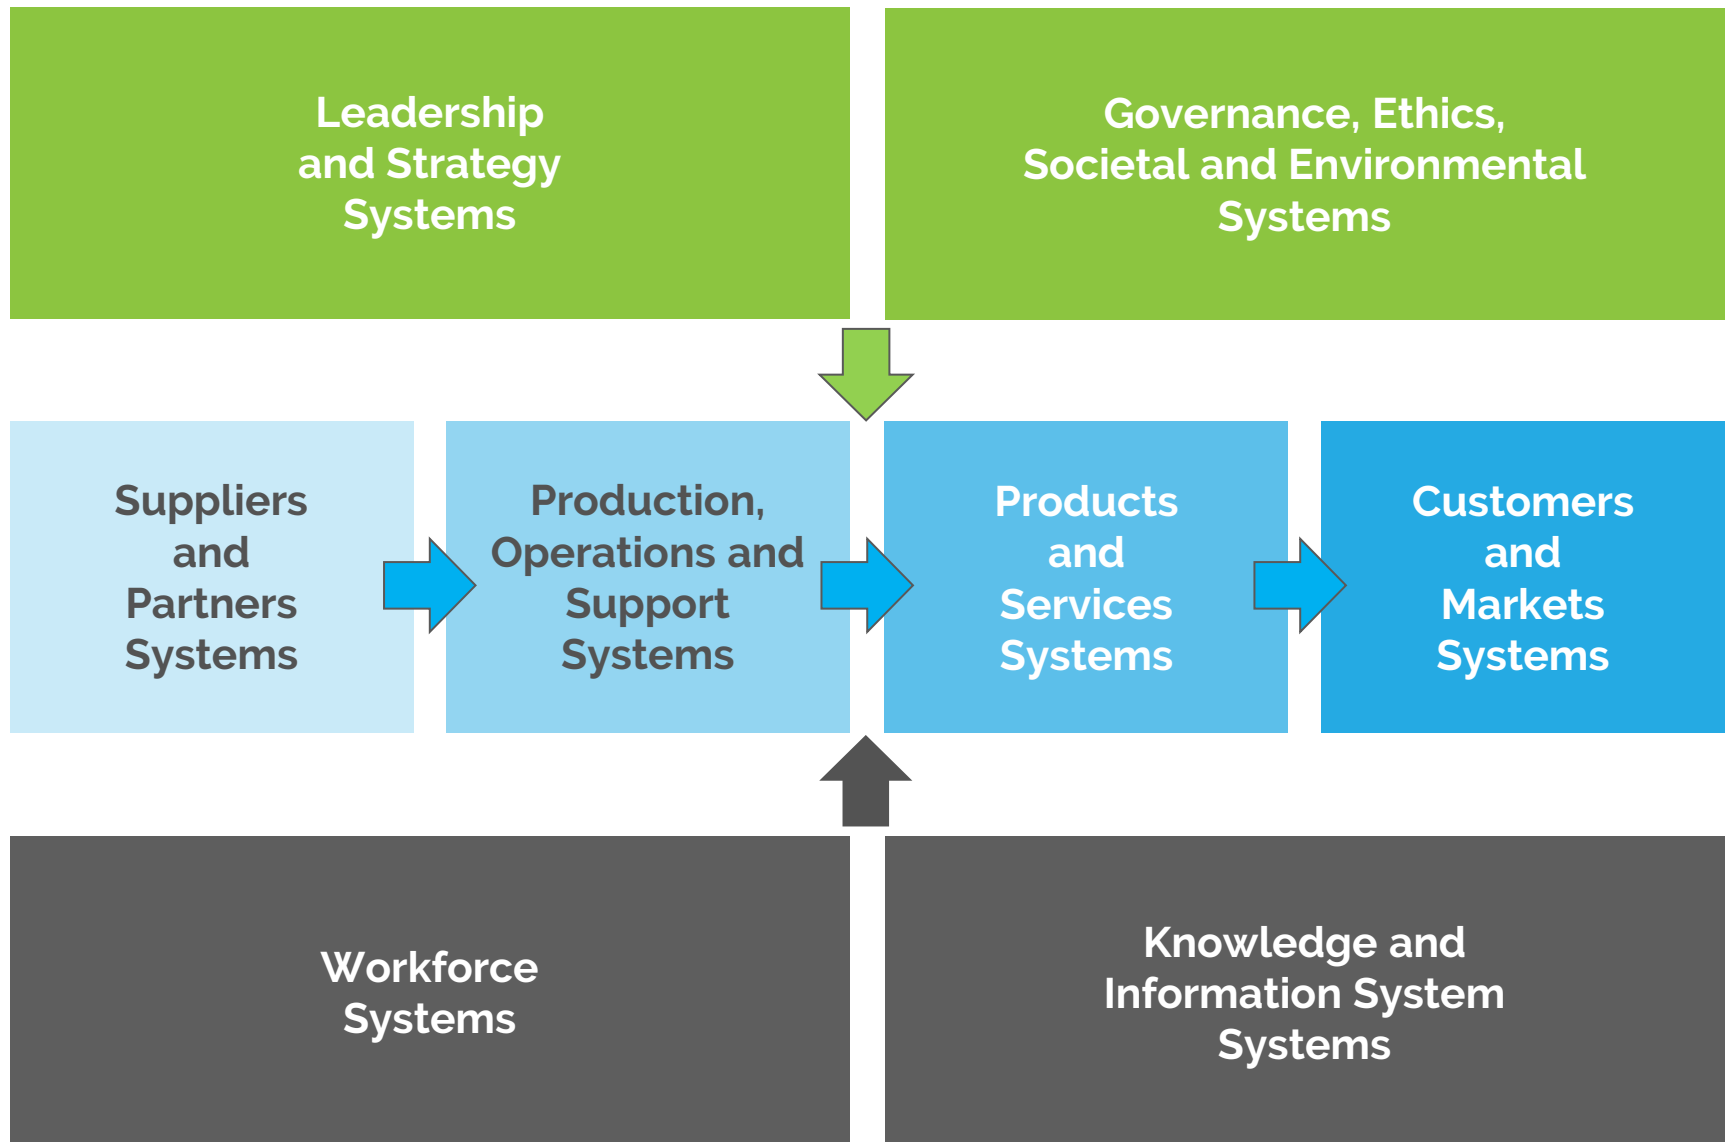 Leadership
and Strategy
Systems
Governance, Ethics,
Societal and Environmental
Systems
Suppliers
and
Partners
Systems
Production,
Operations and
Support
Systems
Products
and
Services
Systems
Customers
and
Markets
Systems
Workforce
Systems
Knowledge and
Information System
Systems